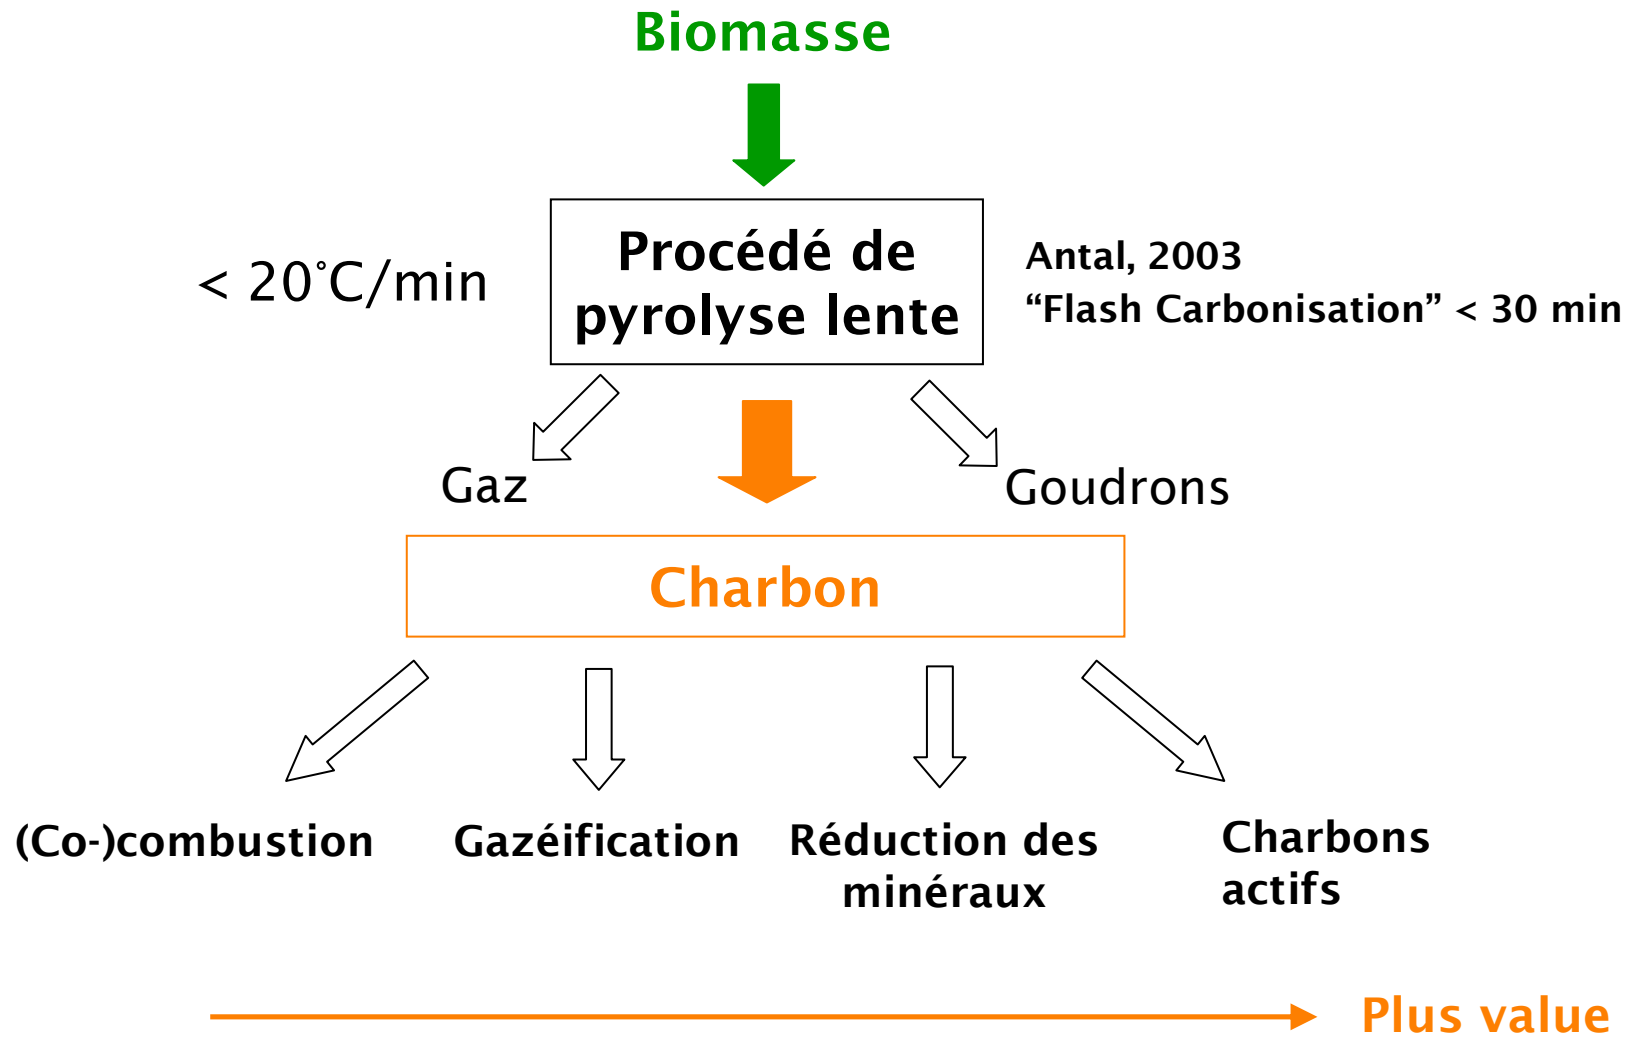 Biomasse
< 20°C/min
Procédé de
pyrolyse lente
Antal, 2003
“Flash Carbonisation” < 30 min
Gaz
Goudrons
Charbon
(Co-)combustion
Gazéification
Réduction des
minéraux
Charbons
actifs
Plus value